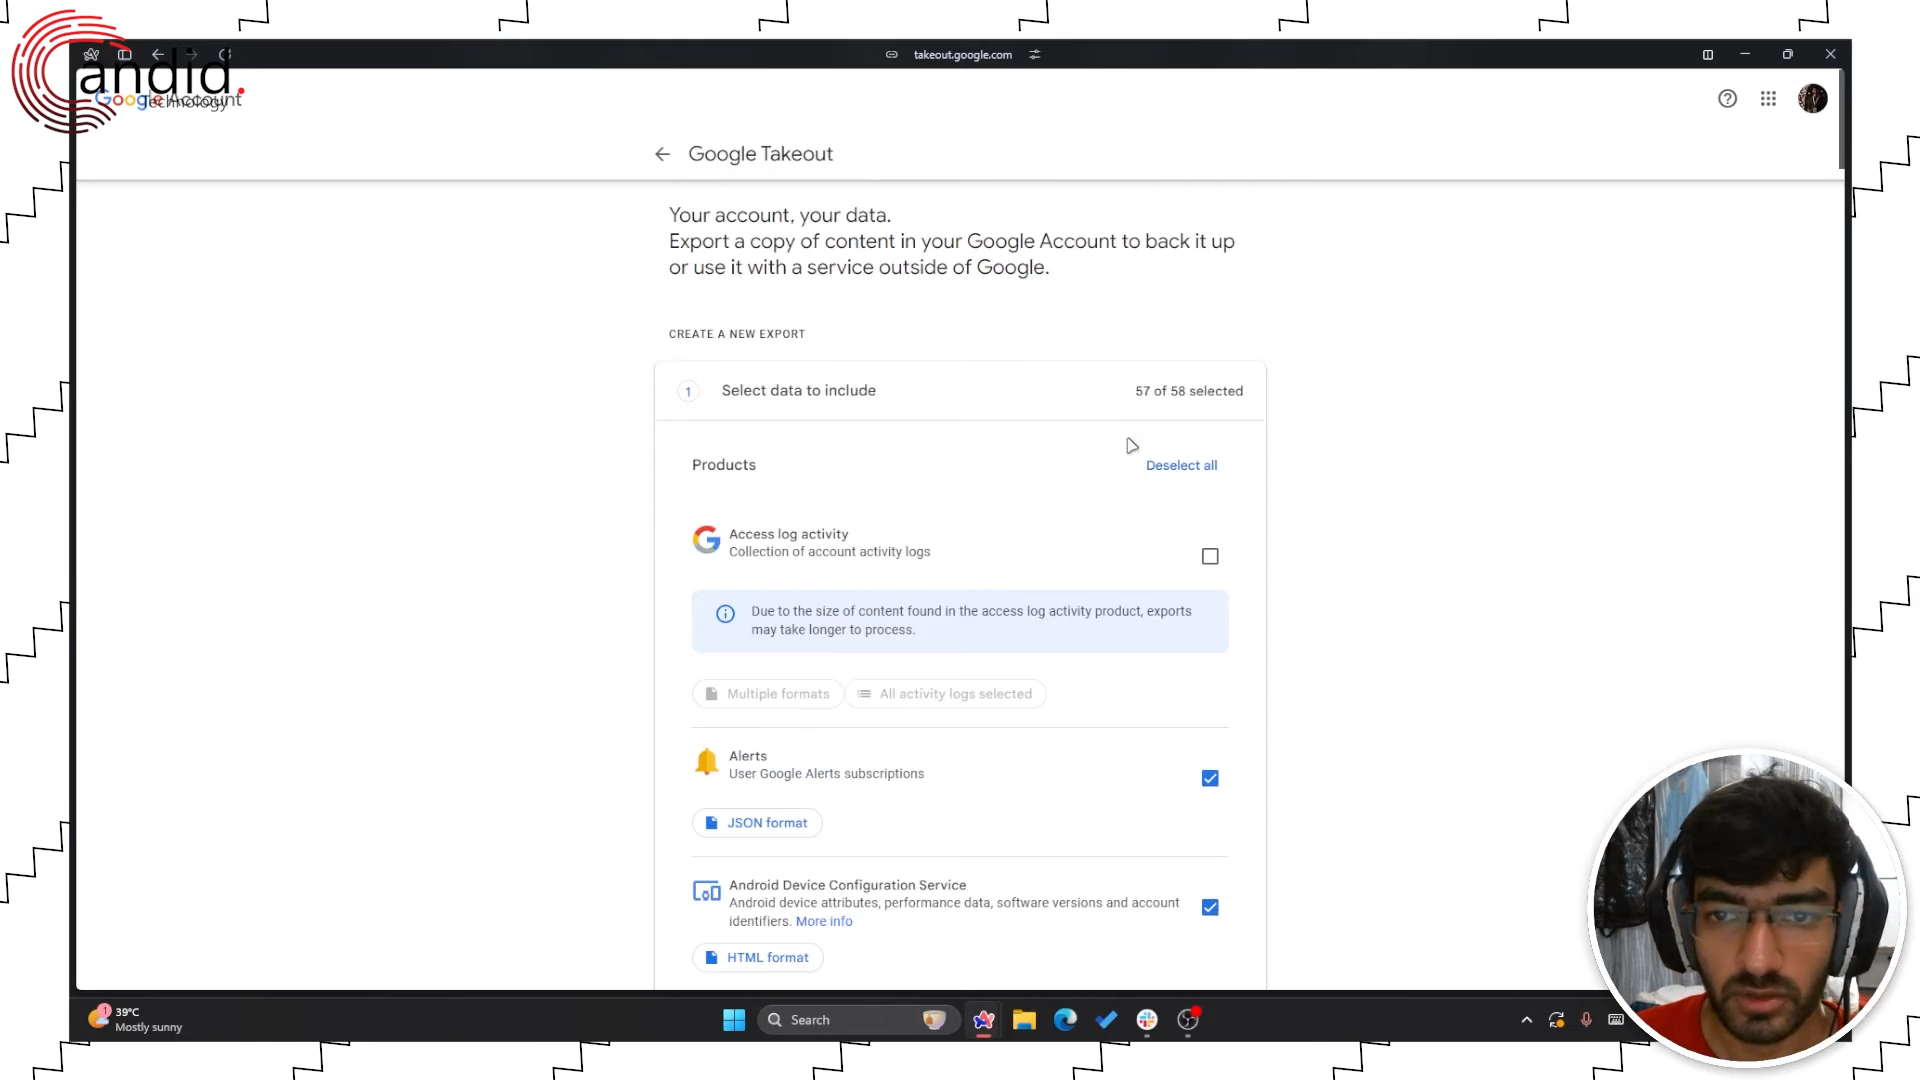 takeout.google.com
andid.
Technology
Google Account
Google Takeout
Your account, your data.
Export a copy of content in your Google Account to back it up
or use it with a service outside of Google.
CREATE A NEW EXPORT
1 Select data to include 57 of 58 selected
Products Deselect all
Access log activity
Collection of account activity logs
Due to the size of content found in the access log activity product, exports
may take longer to process.
Multiple formats All activity logs selected
Alerts
User Google Alerts subscriptions
JSON format
Android Device Configuration Service
Android device attributes, performance data, software versions and account
identifiers. More info
HTML format
1 39°C
Mostly sunny
Search